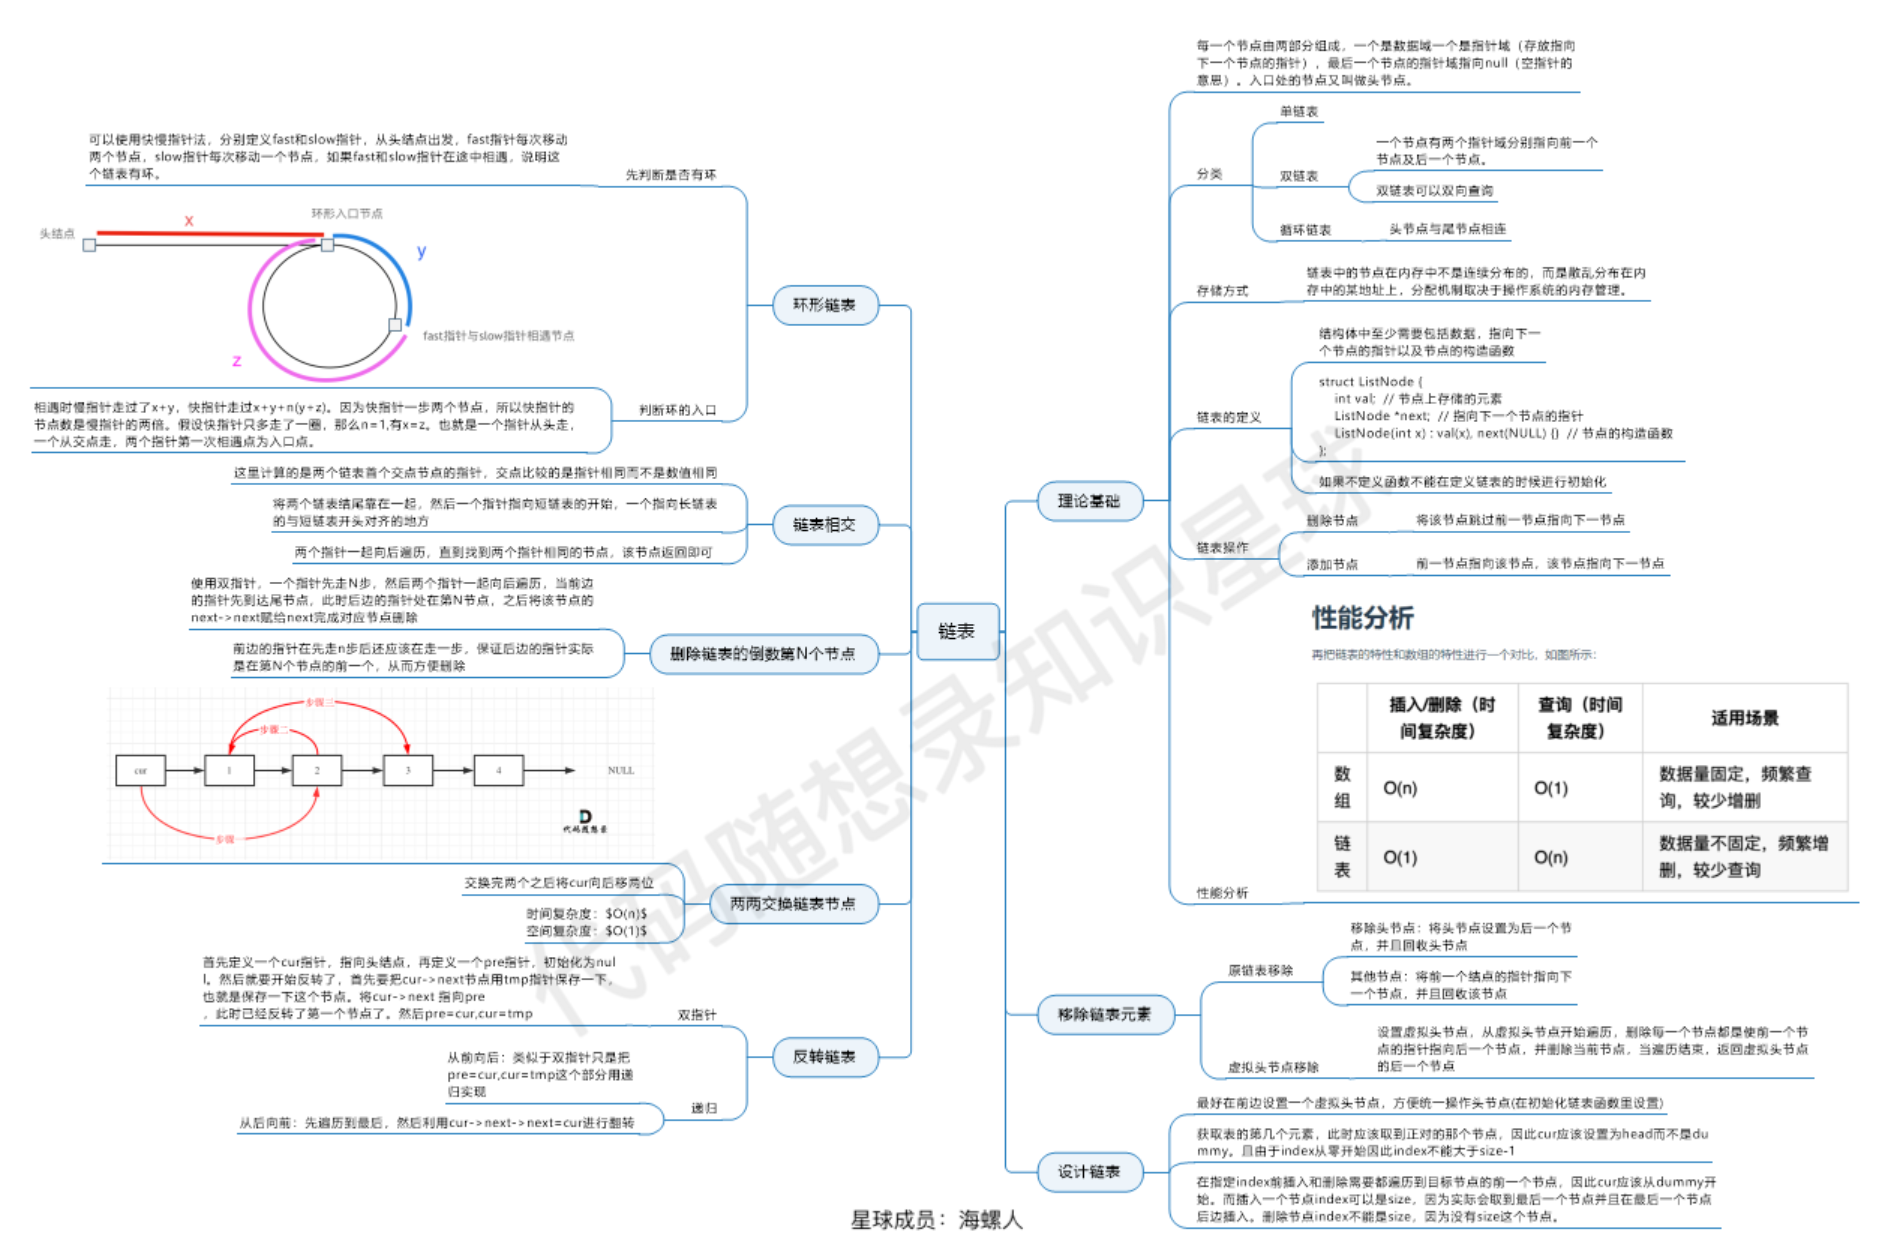 可以使用快慢指针法，分别定义fast和slow指针，从头结点出发，fast指针每次移动
两个节点，slow指针每次移动一个节点，如果fast和slow指针在途中相遇，说明这
个链表有环。
先判断是否有环
头结点
x
环形入口节点
y
z
fast指针与slow指针相遇节点
相遇时慢指针走过了x+y，快指针走过x+y+n(y+z)。因为快指针一步两个节点，所以快指针的
节点数是慢指针的两倍。假设快指针只多走了一圈，那么n=1,有x=z。也就是一个指针从头走，
一个从交点走，两个指针第一次相遇点为入口点。
判断环的入口
环形链表
这里计算的是两个链表首个交点节点的指针，交点比较的是指针相同而不是数值相同
将两个链表结尾靠在一起，然后一个指针指向短链表的开始，一个指向长链表
的与短链表开头对齐的地方
两个指针一起向后遍历，直到找到两个指针相同的节点，该节点返回即可
链表相交
使用双指针，一个指针先走N步，然后两个指针一起向后遍历，当前边
的指针先到达尾节点，此时后边的指针处在第N节点，之后将该节点的
next->next赋给next完成对应节点删除
前边的指针在先走n步后还应该在走一步，保证后边的指针实际
是在第N个节点的前一个，从而方便删除
删除链表的倒数第N个节点
步骤三
步骤二
cur
1
2
3
4
NULL
步骤一
代码随想录
交换完两个之后将cur向后移两位
时间复杂度：$O(n)$
空间复杂度：$O(1)$
两两交换链表节点
首先定义一个cur指针，指向头结点，再定义一个pre指针，初始化为nul
l。然后就要开始反转了，首先要把cur->next节点用tmp指针保存一下，
也就是保存一下这个节点。将cur->next 指向pre
，此时已经反转了第一个节点了。然后pre=cur,cur=tmp
双指针
从前向后：类似于双指针只是把
pre=cur,cur=tmp这个部分用递
归实现
从后向前：先遍历到最后，然后利用cur->next->next=cur进行翻转
递归
反转链表
链表
每一个节点由两部分组成，一个是数据域一个是指针域（存放指向
下一个节点的指针），最后一个节点的指针域指向null（空指针的
意思）。入口处的节点又叫做头节点。
分类
单链表
双链表
一个节点有两个指针域分别指向前一个
节点及后一个节点。
双链表可以双向查询
循环链表
头节点与尾节点相连
存储方式
链表中的节点在内存中不是连续分布的，而是散乱分布在内
存中的某地址上，分配机制取决于操作系统的内存管理。
链表的定义
结构体中至少需要包括数据，指向下一
个节点的指针以及节点的构造函数
struct ListNode {
int val; // 节点上存储的元素
ListNode *next; // 指向下一个节点的指针
ListNode(int x) : val(x), next(NULL) {} // 节点的构造函数
};
如果不定义函数不能在定义链表的时候进行初始化
理论基础
链表操作
删除节点
将该节点跳过前一节点指向下一节点
添加节点
前一节点指向该节点，该节点指向下一节点
性能分析
再把链表的特性和数组的特性进行一个对比，如图所示：
插入/删除（时
间复杂度）
查询（时间
复杂度）
适用场景
数
组
O(n)
O(1)
数据量固定，频繁查
询，较少增删
链
表
O(1)
O(n)
数据量不固定，频繁增
删，较少查询
性能分析
移除链表元素
原链表移除
移除头节点：将头节点设置为后一个节
点，并且回收头节点
其他节点：将前一个结点的指针指向下
一个节点，并且回收该节点
虚拟头节点移除
设置虚拟头节点，从虚拟头节点开始遍历，删除每一个节点都是使前一个节
点的指针指向后一个节点，并删除当前节点，当遍历结束，返回虚拟头节点
的后一个节点
设计链表
最好在前边设置一个虚拟头节点，方便统一操作头节点(在初始化链表函数里设置)
获取表的第几个元素，此时应该取到正对的那个节点，因此cur应该设置为head而不是du
mmy。且由于index从零开始因此index不能大于size-1
在指定index前插入和删除需要都遍历到目标节点的前一个节点，因此cur应该从dummy开
始。而插入一个节点index可以是size，因为实际会取到最后一个节点并且在最后一个节点
后边插入。删除节点index不能是size，因为没有size这个节点。
代码随想录知识星球
星球成员：海螺人